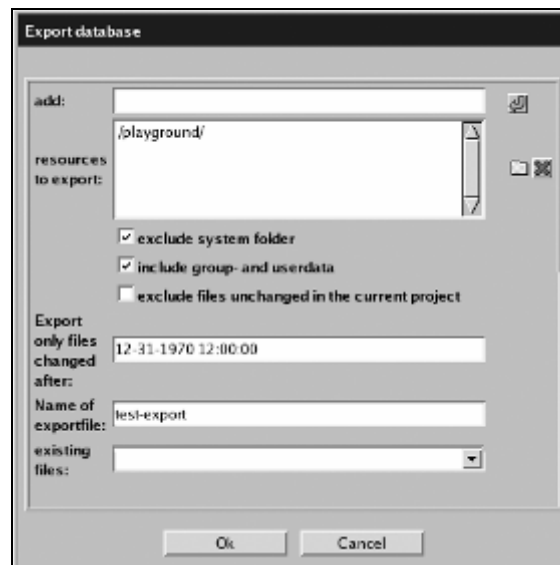 Export database
add:
/playground/
resources
to export:
exclude system folder
include group- and userdata
exclude files unchanged in the current project
Export
only files
changed
after:
12-31-1970 12:00:00
Name of
exportfile:
test-export
existing
files:
Ok
Cancel